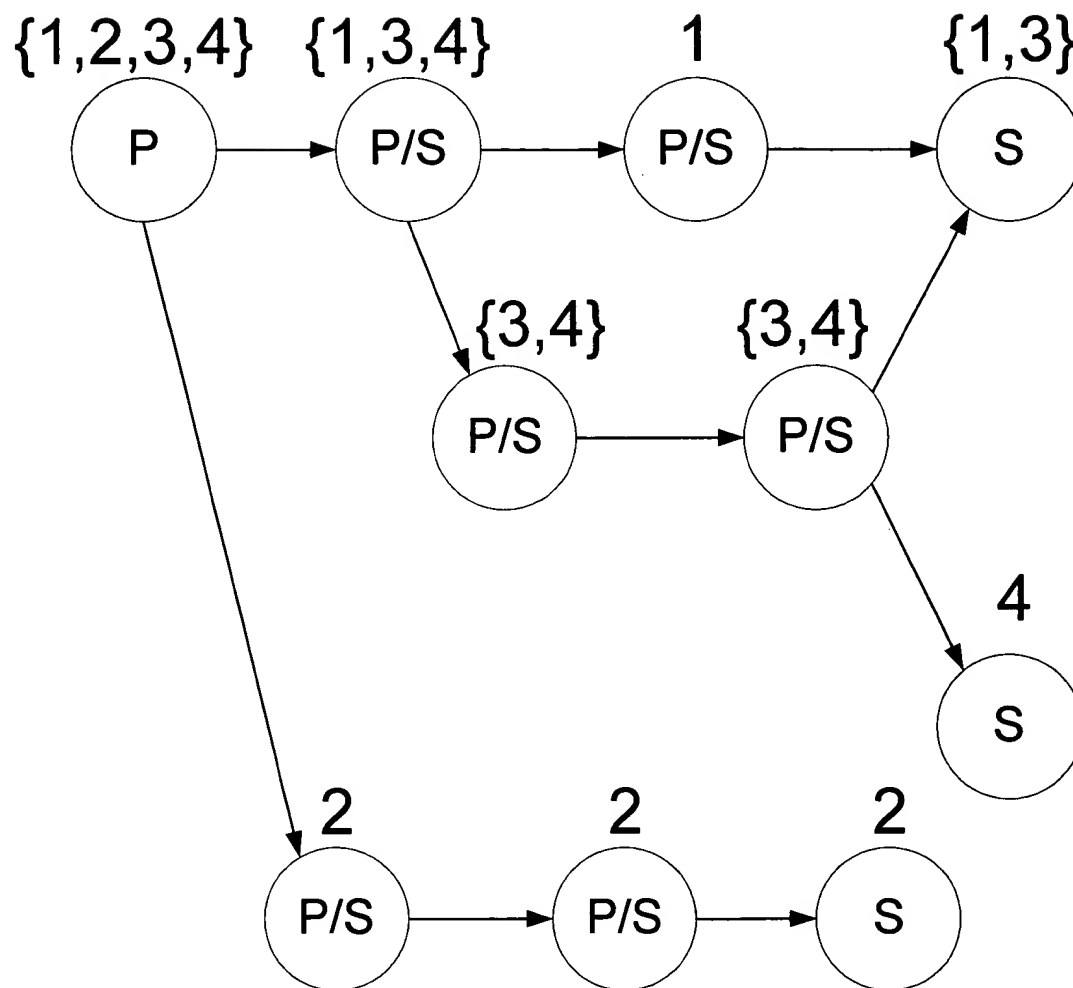 {1,2,3,4} {1,3,4} 1 {1,3}
P P/S P/S S
{3,4} {3,4}
P/S P/S
4
S
2 2 2
P/S P/S S